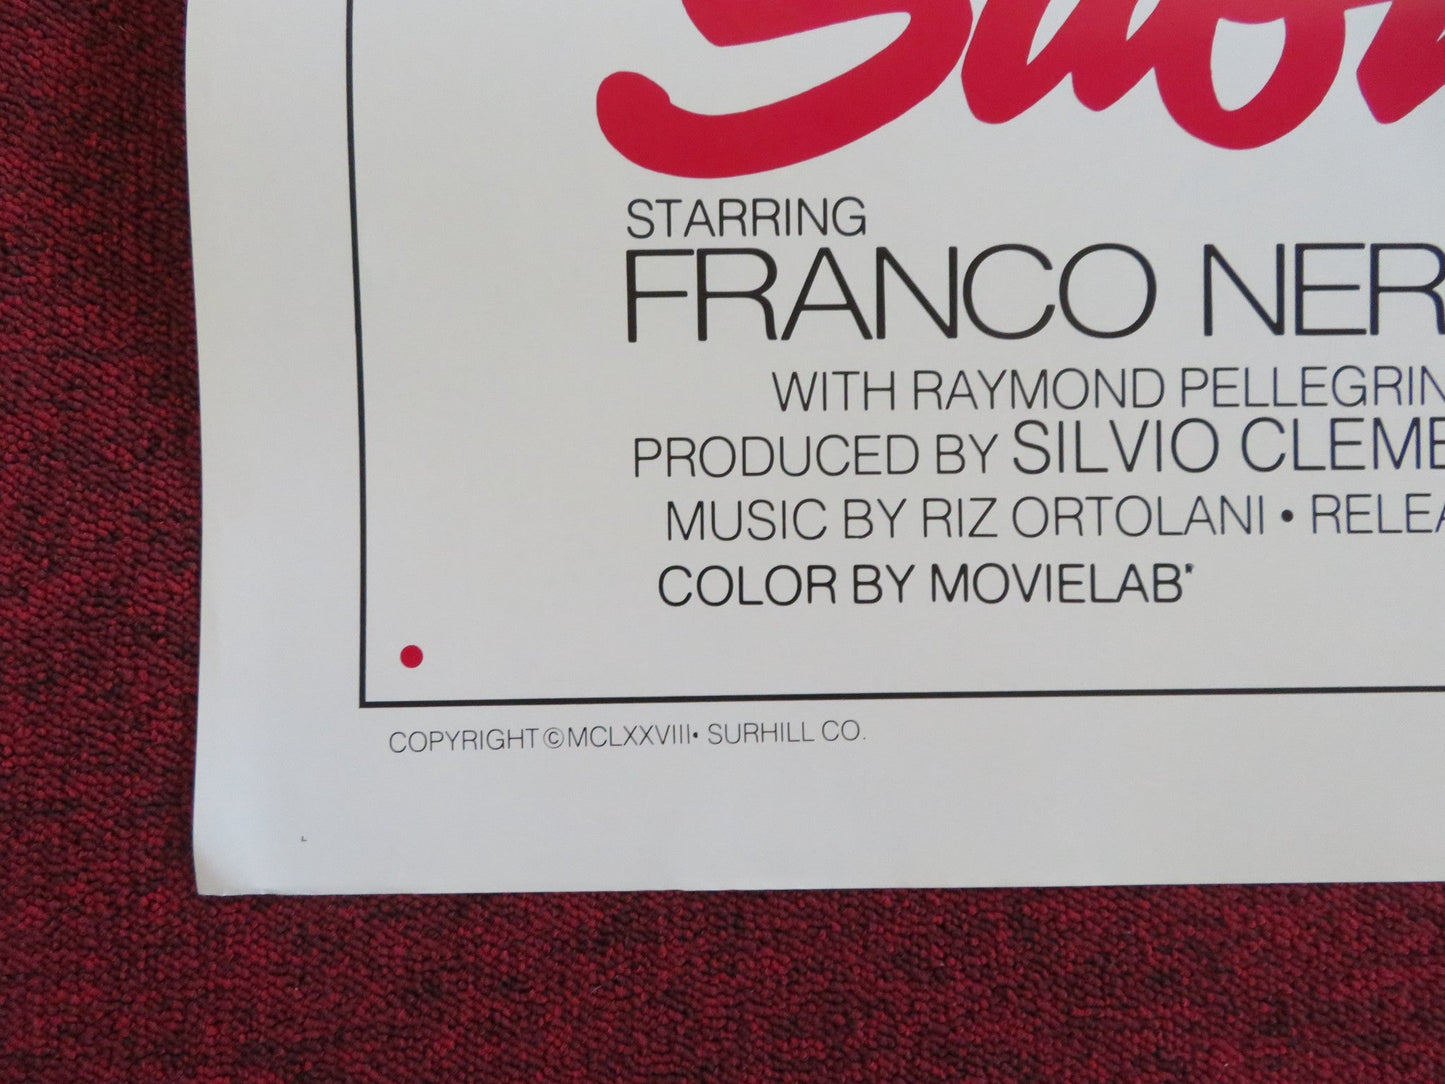 STARRING
FRANCO NER
WITH RAYMOND PELLEGRIN
PRODUCED BY SILVIO CLEME
MUSIC BY RIZ ORTOLANI • RELEA
COLOR BY MOVIELAB*
COPYRIGHT © MCLXXVIII • SURHILL CO.
L